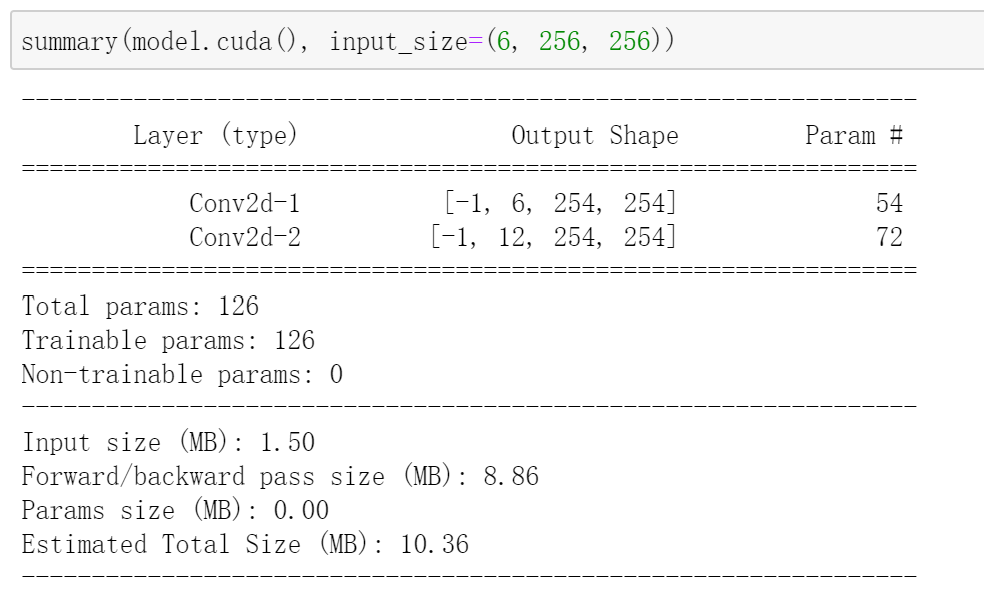 summary(model.cuda(), input_size=(6, 256, 256))
----------------------------------------------------------------
Layer (type) Output Shape Param #
================================================================
Conv2d-1 [-1, 6, 254, 254] 54
Conv2d-2 [-1, 12, 254, 254] 72
================================================================
Total params: 126
Trainable params: 126
Non-trainable params: 0
----------------------------------------------------------------
Input size (MB): 1.50
Forward/backward pass size (MB): 8.86
Params size (MB): 0.00
Estimated Total Size (MB): 10.36
----------------------------------------------------------------